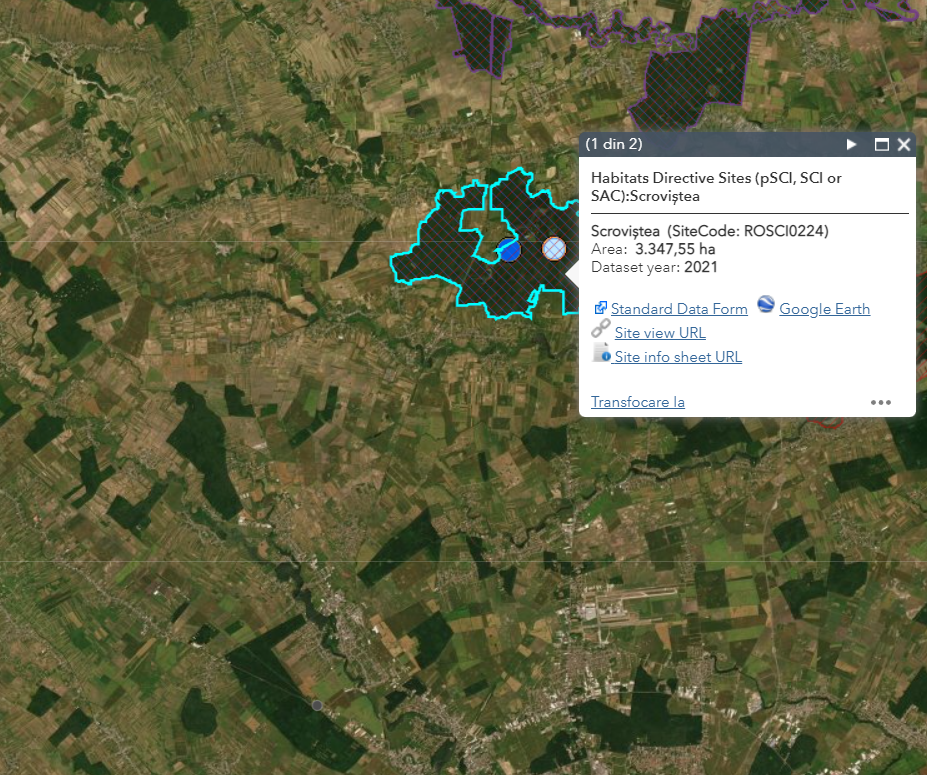 (1 din 2)
Habitats Directive Sites (pSCI, SCI or
SAC):Scroviștea
Scroviștea (SiteCode: ROSCI0224)
Area: 3.347,55 ha
Dataset year: 2021
Standard Data Form Google Earth
Site view URL
Site info sheet URL
Transfocare la